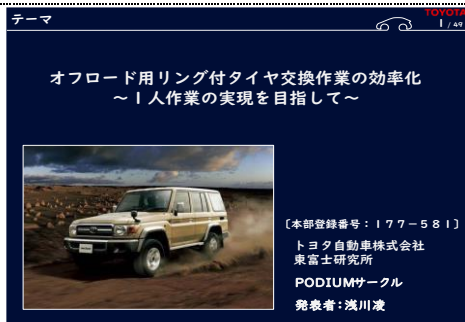 テーマ
TOYOTA
1/49
オフロード用リング付タイヤ交換作業の効率化
～1人作業の実現を目指して～
〔本部登録番号：177-581〕
トヨタ自動車株式会社
東富士研究所
PODIUMサークル
発表者：浅川凌